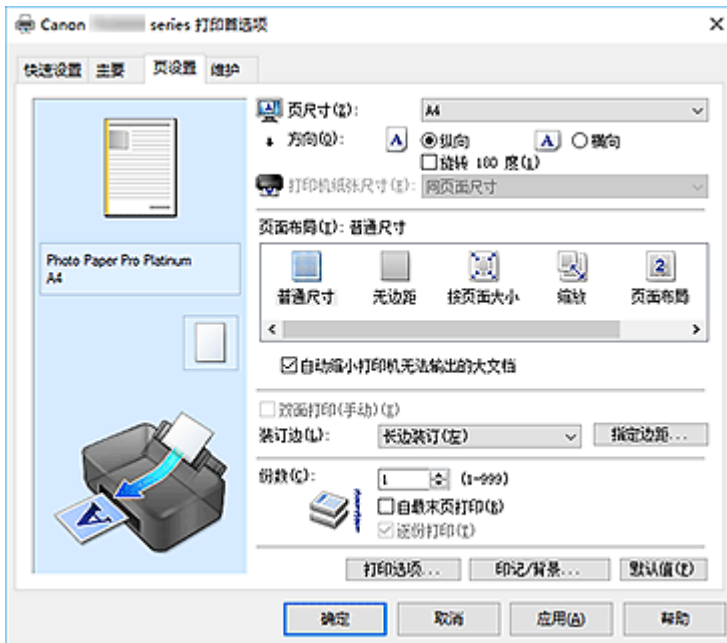 Canon series 打印首选项
快速设置 主要 页设置 维护
页尺寸(Z): A4
方向(O): A 纵向 A 横向
旋转 180 度(I)
打印机纸张尺寸(E): 同页面尺寸
页面布局(I): 普通尺寸
Photo Paper Pro Platinum
A4
普通尺寸 无边距 按页面大小 缩放 页面布局
自动缩小打印机无法输出的大文档
双面打印(手动)(X)
装订边(L): 长边装订(左) 指定边距...
份数(C): 1 (1-999)
自最末页打印(B)
逐份打印(T)
打印选项... 印记/背景... 默认值(F)
确定 取消 应用(A) 帮助